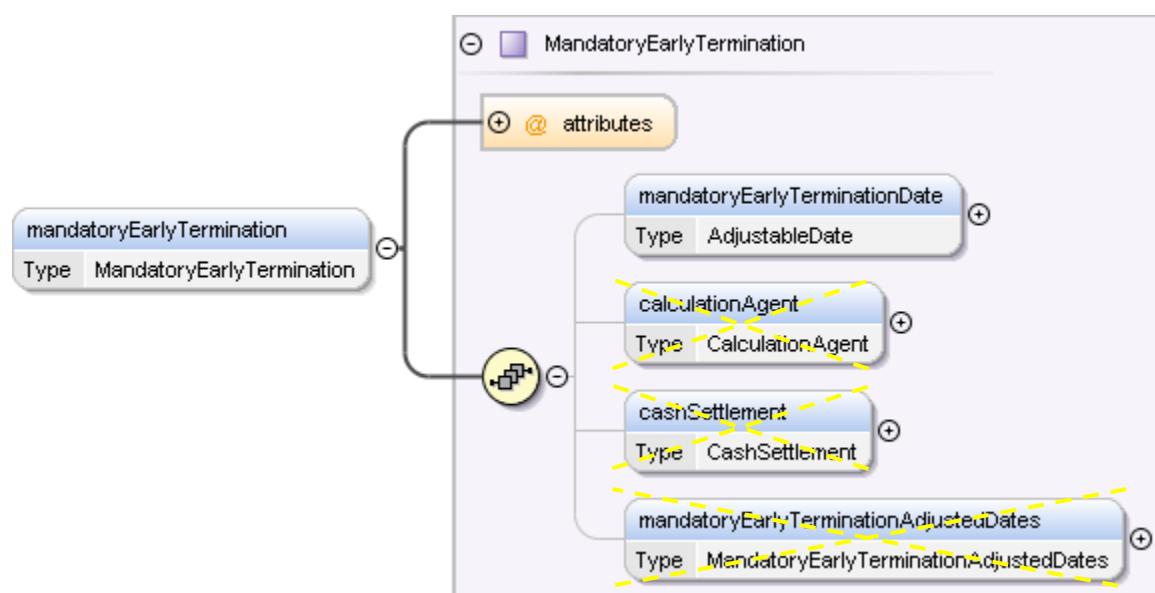 MandatoryEarlyTermination
@ attributes
mandatoryEarlyTerminationDate
Type AdjustableDate
mandatoryEarlyTermination
Type MandatoryEarlyTermination
calculationAgent
Type CalculationAgent
cashSettlement
Type CashSettlement
mandatoryEarlyTerminationAdjustedDates
Type MandatoryEarlyTerminationAdjustedDates